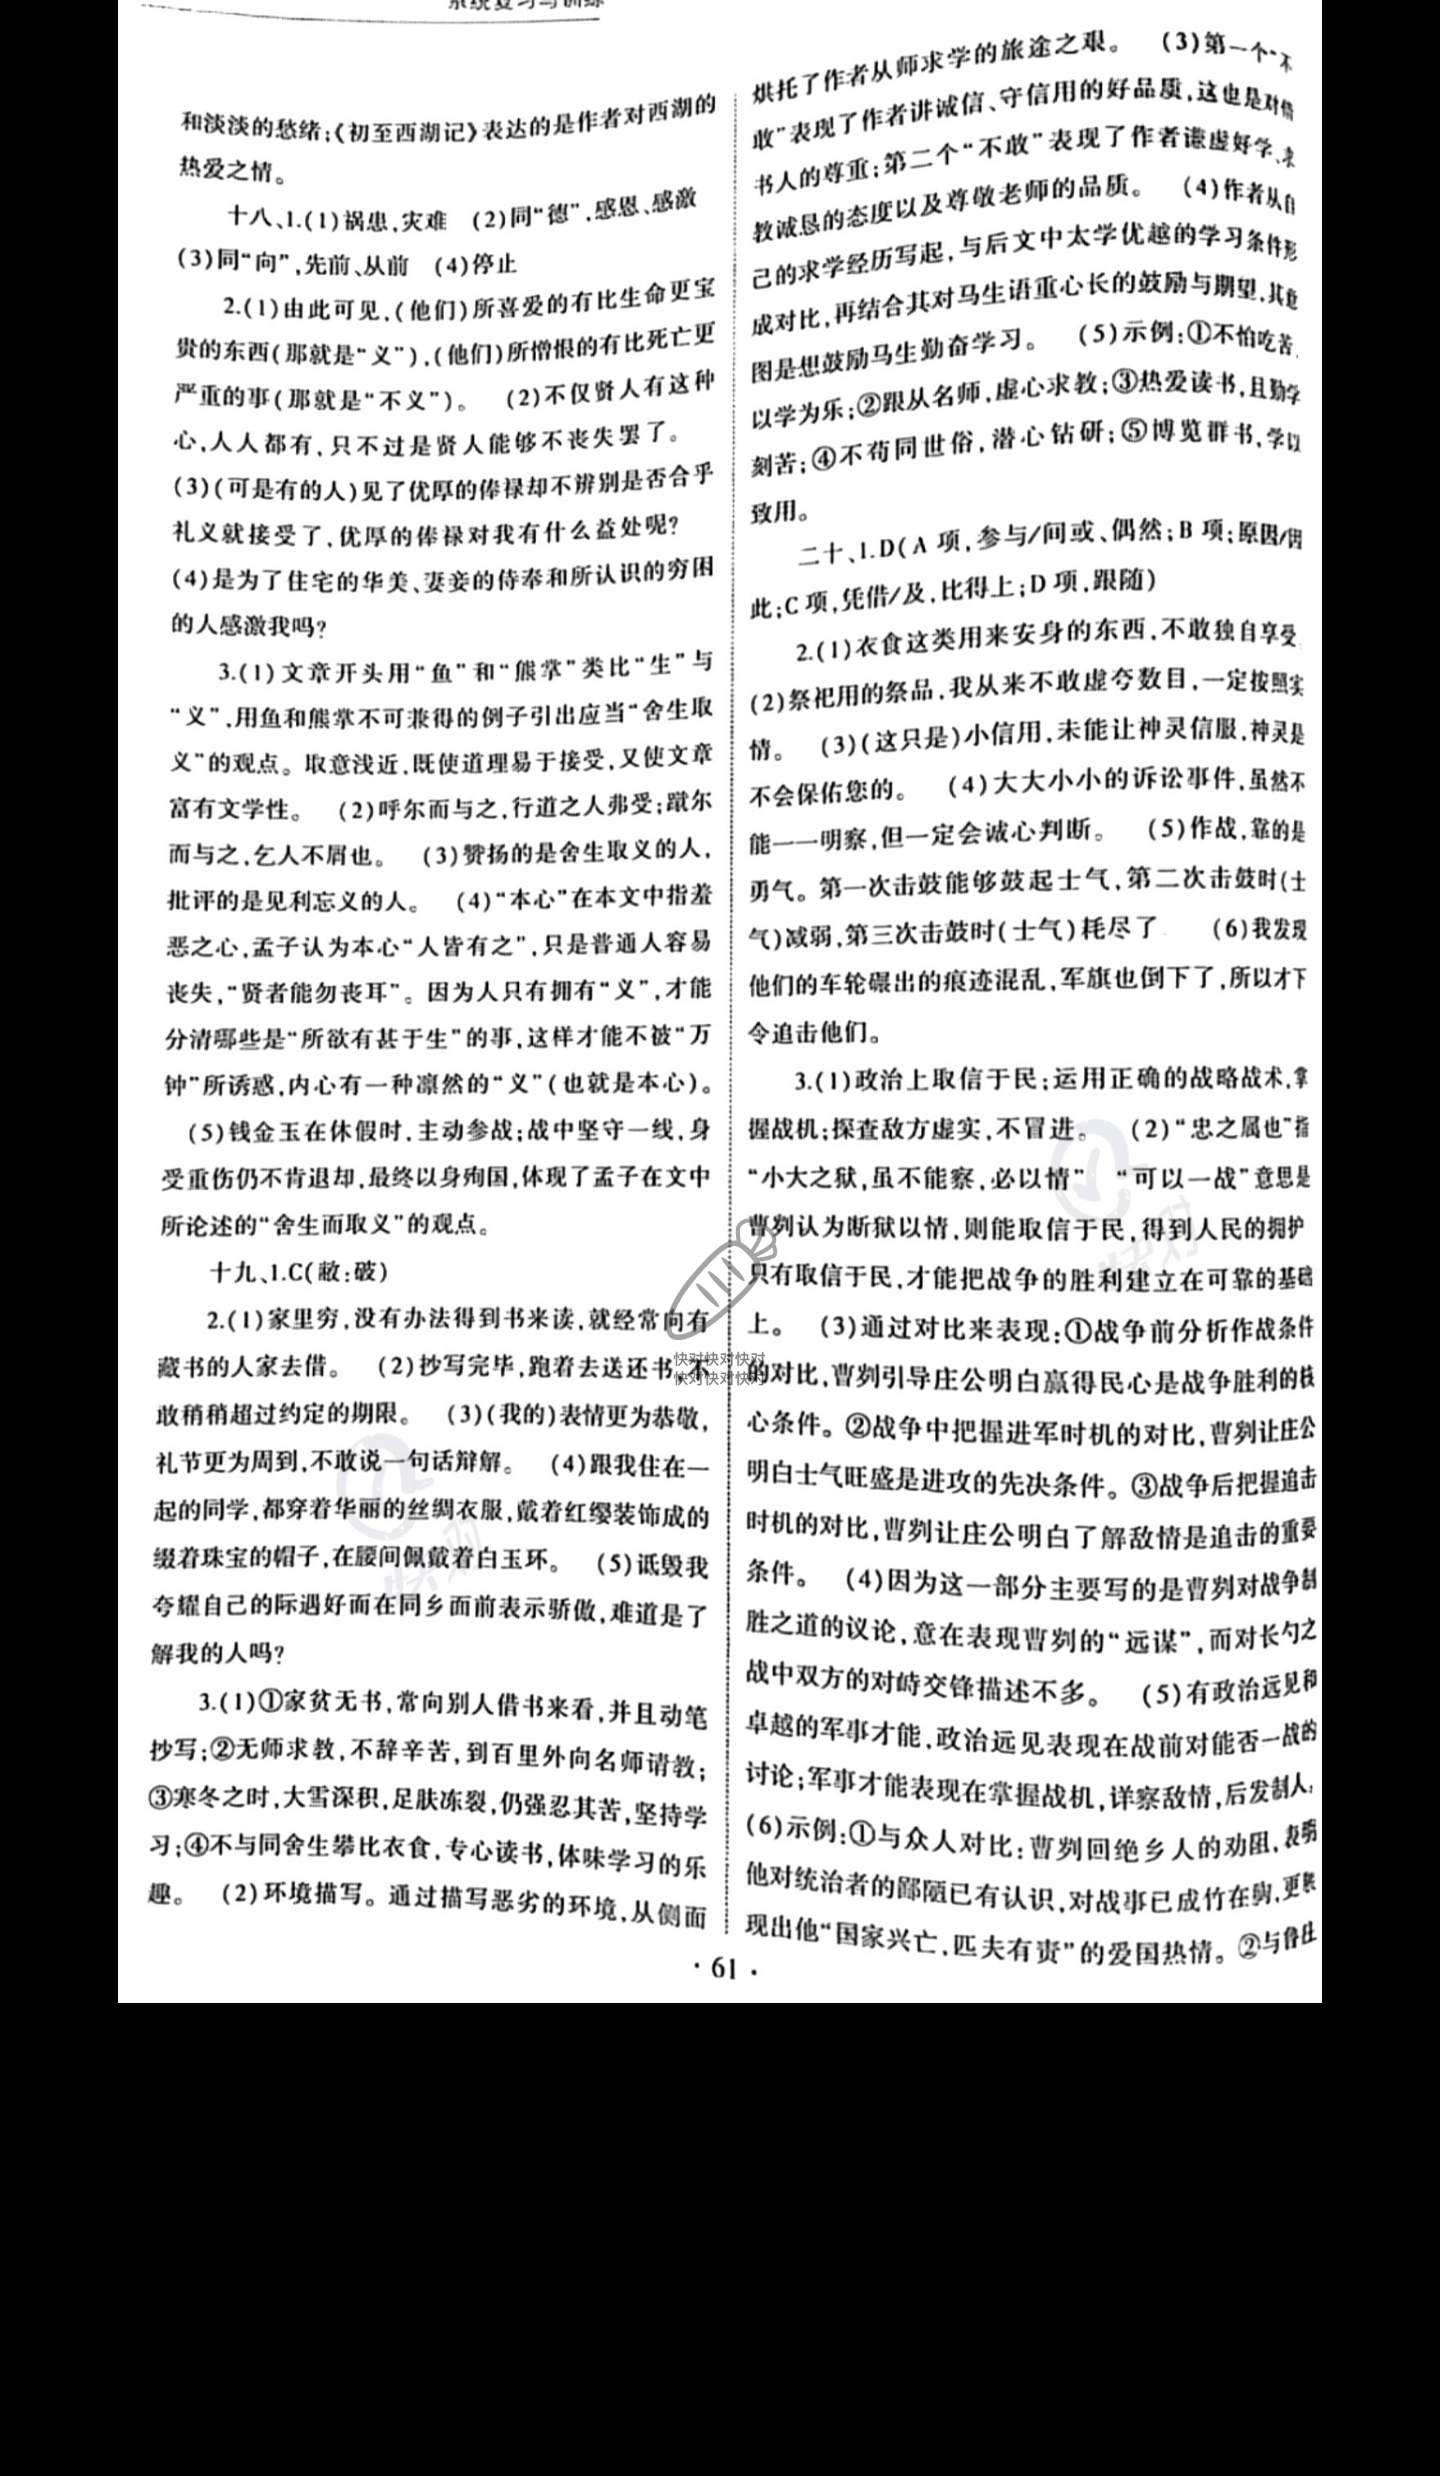 系统复习与训练
和淡淡的愁绪;《初至西湖记》表达的是作者对西湖的
热爱之情。
十八、1.(1)祸患,灾难 (2)同“德”,感恩、感激
(3)同“向”,先前、从前 (4)停止
2.(1)由此可见,(他们)所喜爱的有比生命更宝
贵的东西(那就是“义”),(他们)所憎恨的有比死亡更
严重的事(那就是“不义”)。 (2)不仅贤人有这种
心,人人都有,只不过是贤人能够不丧失罢了。
(3)(可是有的人)见了优厚的俸禄却不辨别是否合乎
礼义就接受了,优厚的俸禄对我有什么益处呢?
(4)是为了住宅的华美、妻妾的侍奉和所认识的穷困
的人感激我吗?
3.(1)文章开头用“鱼”和“熊掌”类比“生”与
“义”,用鱼和熊掌不可兼得的例子引出应当“舍生取
义”的观点。取意浅近,既使道理易于接受,又使文章
富有文学性。 (2)呼尔而与之,行道之人弗受;蹴尔
而与之,乞人不屑也。 (3)赞扬的是舍生取义的人,
批评的是见利忘义的人。 (4)“本心”在本文中指羞
恶之心,孟子认为本心“人皆有之”,只是普通人容易
丧失,“贤者能勿丧耳”。因为人只有拥有“义”,才能
分清哪些是“所欲有甚于生”的事,这样才能不被“万
钟”所诱惑,内心有一种凛然的“义”(也就是本心)。
(5)钱金玉在休假时,主动参战;战中坚守一线,身
受重伤仍不肯退却,最终以身殉国,体现了孟子在文中
所论述的“舍生而取义”的观点。
十九、1.C(敝:破)
2.(1)家里穷,没有办法得到书来读,就经常向有
藏书的人家去借。 (2)抄写完毕,跑着去送还书,不
敢稍稍超过约定的期限。 (3)(我的)表情更为恭敬,
礼节更为周到,不敢说一句话辩解。 (4)跟我住在一
起的同学,都穿着华丽的丝绸衣服,戴着红缨装饰成的
缀着珠宝的帽子,在腰间佩戴着白玉环。 (5)诋毁我
夸耀自己的际遇好而在同乡面前表示骄傲,难道是了
解我的人吗?
3.(1)①家贫无书,常向别人借书来看,并且动笔
抄写;②无师求教,不辞辛苦,到百里外向名师请教;
③寒冬之时,大雪深积,足肤冻裂,仍强忍其苦,坚持学
习;④不与同舍生攀比衣食,专心读书,体味学习的乐
趣。 (2)环境描写。通过描写恶劣的环境,从侧面
烘托了作者从师求学的旅途之艰。 (3)第一个“不
敢”表现了作者讲诚信、守信用的好品质,这也是对借
书人的尊重;第二个“不敢”表现了作者谦虚好学、求
教诚恳的态度以及尊敬老师的品质。 (4)作者从自
己的求学经历写起,与后文中太学优越的学习条件形
成对比,再结合其对马生语重心长的鼓励与期望,其意
图是想鼓励马生勤奋学习。 (5)示例:①不怕吃苦,
以学为乐;②跟从名师,虚心求教;③热爱读书,且勤学
刻苦;④不苟同世俗,潜心钻研;⑤博览群书,学以
致用。
二十、1.D(A项,参与/间或、偶然;B项:原因/因
此;C项,凭借/及,比得上;D项,跟随)
2.(1)衣食这类用来安身的东西,不敢独自享受
(2)祭祀用的祭品,我从来不敢虚夸数目,一定按照实
情。 (3)(这只是)小信用,未能让神灵信服,神灵是
不会保佑您的。 (4)大大小小的诉讼事件,虽然不
能一一明察,但一定会诚心判断。 (5)作战,靠的是
勇气。第一次击鼓能够鼓起士气,第二次击鼓时(士
气)减弱,第三次击鼓时(士气)耗尽了 (6)我发现
他们的车轮碾出的痕迹混乱,军旗也倒下了,所以才下
令追击他们。
3.(1)政治上取信于民;运用正确的战略战术,掌
握战机;探查敌方虚实,不冒进。 (2)“忠之属也”指
“小大之狱,虽不能察,必以情” “可以一战”意思是
曹刿认为断狱以情,则能取信于民,得到人民的拥护
只有取信于民,才能把战争的胜利建立在可靠的基础
上。 (3)通过对比来表现:①战争前分析作战条件
的对比,曹刿引导庄公明白赢得民心是战争胜利的核
心条件。②战争中把握进军时机的对比,曹刿让庄公
明白士气旺盛是进攻的先决条件。③战争后把握追击
时机的对比,曹刿让庄公明白了解敌情是追击的重要
条件。 (4)因为这一部分主要写的是曹刿对战争制
胜之道的议论,意在表现曹刿的“远谋”,而对长勺之
战中双方的对峙交锋描述不多。 (5)有政治远见和
卓越的军事才能,政治远见表现在战前对能否一战的
讨论;军事才能表现在掌握战机,详察敌情,后发制人;
(6)示例:①与众人对比:曹刿回绝乡人的劝阻,表明
他对统治者的鄙陋已有认识,对战事已成竹在胸,更展
现出他“国家兴亡,匹夫有责”的爱国热情。②与鲁庄
·61·
快对快对快对
快对快对快对
快对
快对